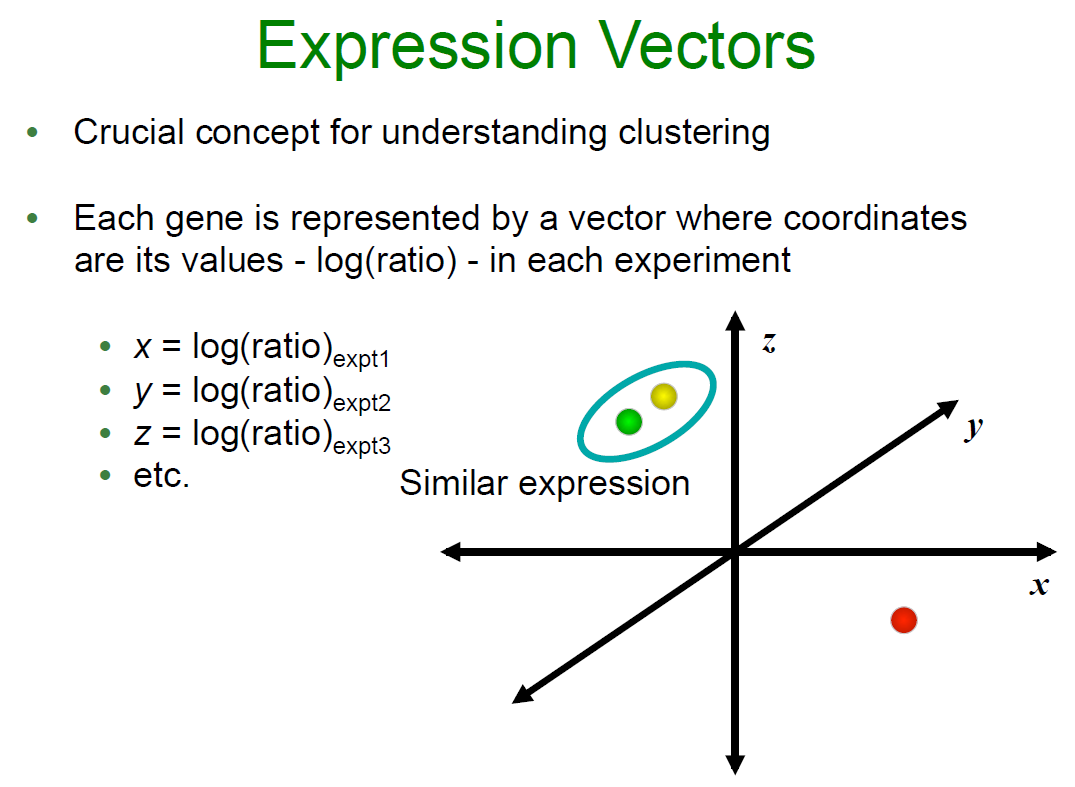 Expression Vectors
• Crucial concept for understanding clustering
• Each gene is represented by a vector where coordinates
are its values - log(ratio) - in each experiment
• x = log(ratio)expt1
• y = log(ratio)expt2
• z = log(ratio)expt3
• etc.
Similar expression
z
y
x